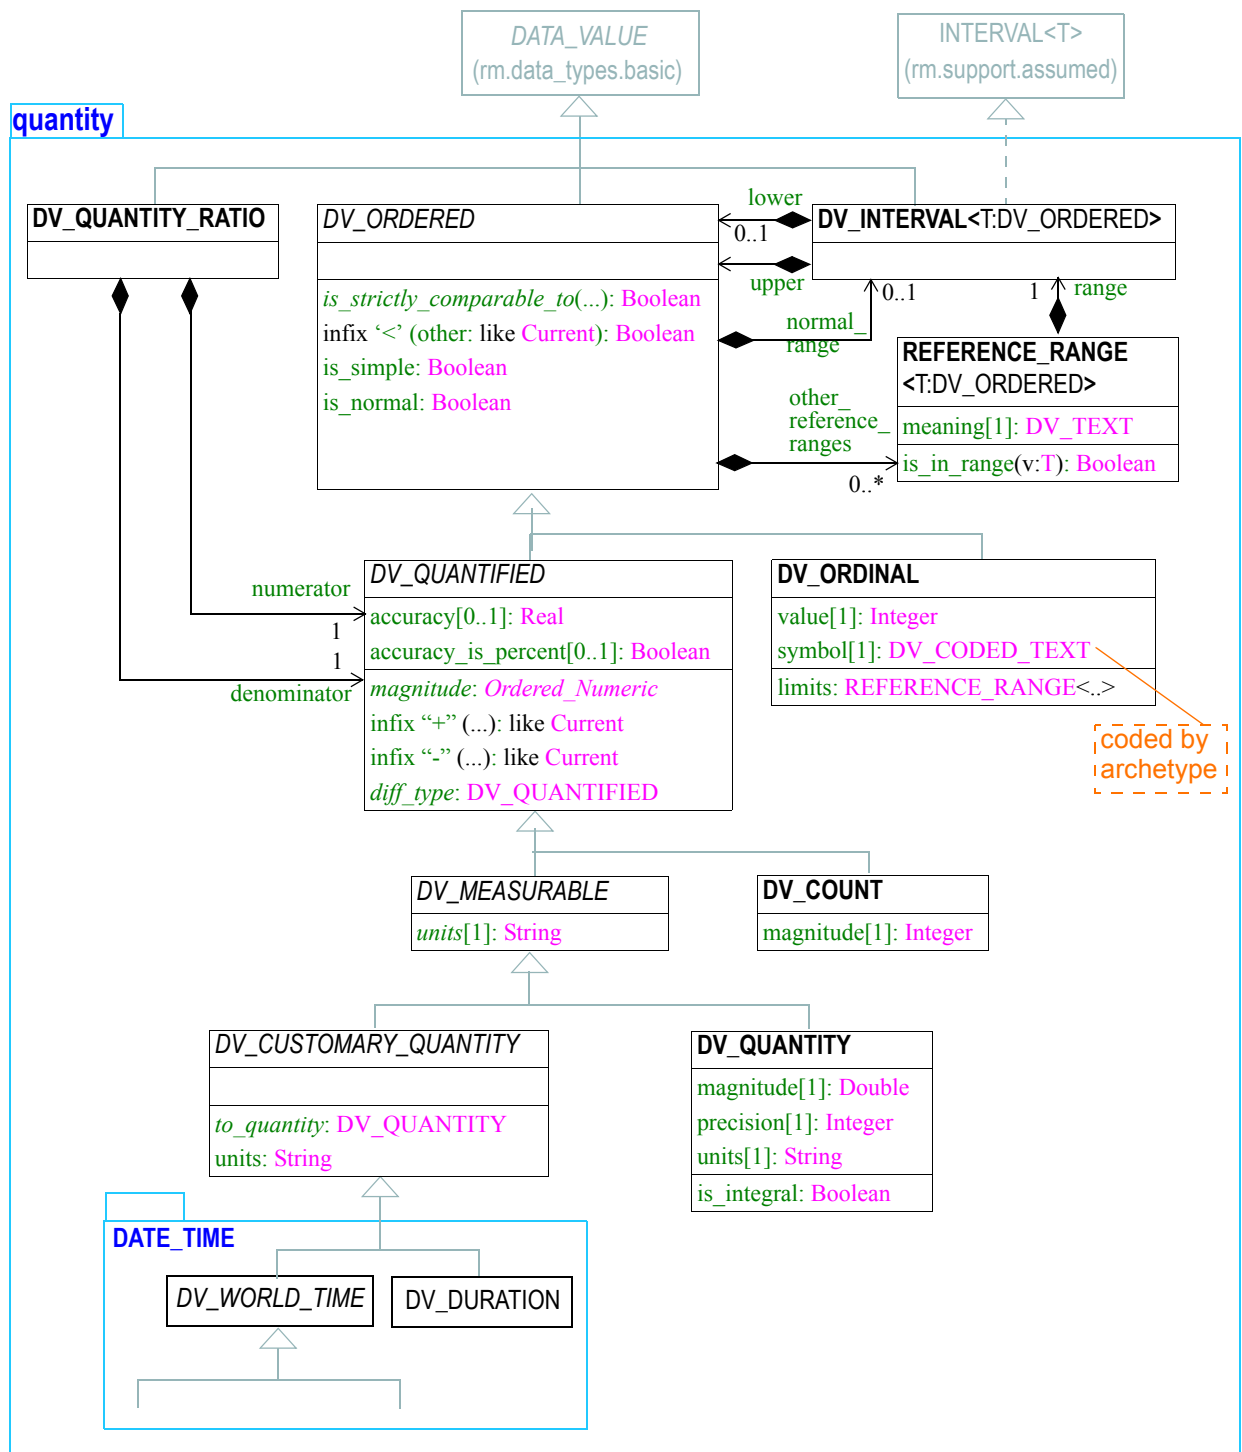 DATA_VALUE
(rm.data_types.basic)
INTERVAL<T>
(rm.support.assumed)
quantity
DV_QUANTITY_RATIO
DV_ORDERED
is_strictly_comparable_to(...): Boolean
infix ‘<’ (other: like Current): Boolean
is_simple: Boolean
is_normal: Boolean
lower
0..1
upper
DV_INTERVAL<T:DV_ORDERED>
normal_
range
0..1
1
range
other_
reference_
ranges
0..*
REFERENCE_RANGE
<T:DV_ORDERED>
meaning[1]: DV_TEXT
is_in_range(v:T): Boolean
numerator
1
1
denominator
DV_QUANTIFIED
accuracy[0..1]: Real
accuracy_is_percent[0..1]: Boolean
magnitude: Ordered_Numeric
infix “+” (...): like Current
infix “-” (...): like Current
diff_type: DV_QUANTIFIED
DV_ORDINAL
value[1]: Integer
symbol[1]: DV_CODED_TEXT
limits: REFERENCE_RANGE<..>
coded by
archetype
DV_MEASURABLE
units[1]: String
DV_COUNT
magnitude[1]: Integer
DV_CUSTOMARY_QUANTITY
to_quantity: DV_QUANTITY
units: String
DV_QUANTITY
magnitude[1]: Double
precision[1]: Integer
units[1]: String
is_integral: Boolean
DATE_TIME
DV_WORLD_TIME
DV_DURATION